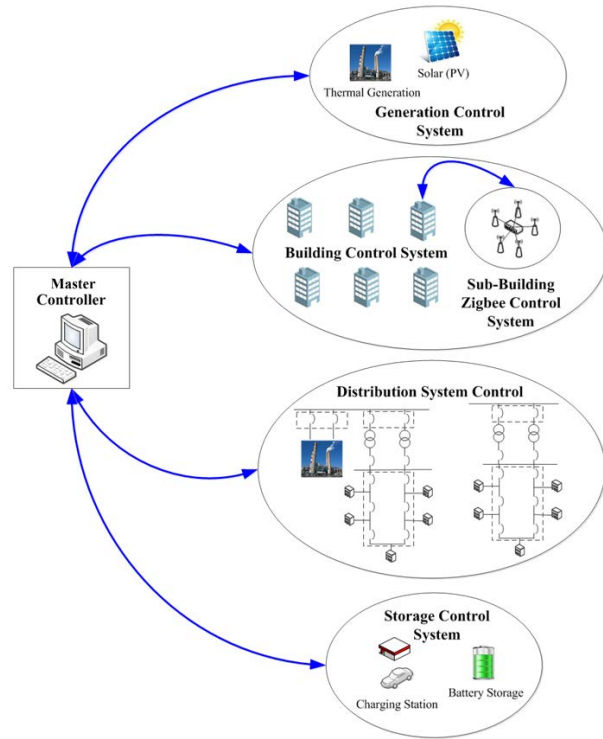 Solar (PV)
Thermal Generation
Generation Control
System
Building Control System
Sub-Building
Zigbee Control
System
Master
Controller
Distribution System Control
Storage Control
System
Charging Station
Battery Storage